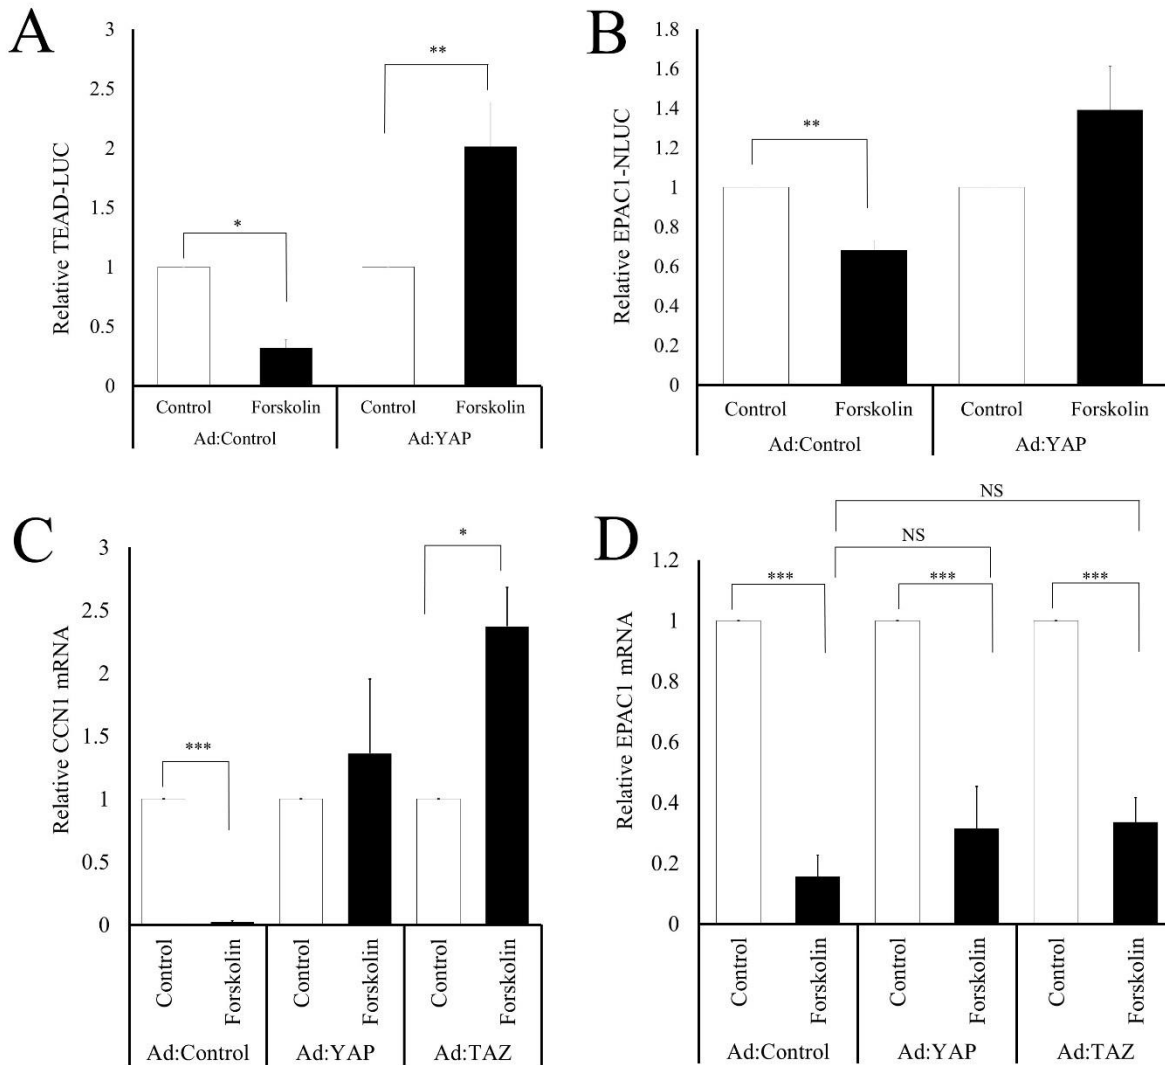 A
3
2.5
2
1.5
1
0.5
0
Relative TEAD-LUC
*
**
Control Forskolin Control Forskolin
Ad:Control Ad:YAP
B
1.8
1.6
1.4
1.2
1
0.8
0.6
0.4
0.2
0
Relative EPAC1-NLUC
**
Control Forskolin Control Forskolin
Ad:Control Ad:YAP
C
3
2.5
2
1.5
1
0.5
0
Relative CCN1 mRNA
***
*
Control Forskolin Control Forskolin Control Forskolin
Ad:Control Ad:YAP Ad:TAZ
D
NS
NS
1.2
1
0.8
0.6
0.4
0.2
0
Relative EPAC1 mRNA
*** *** ***
Control Forskolin Control Forskolin Control Forskolin
Ad:Control Ad:YAP Ad:TAZ